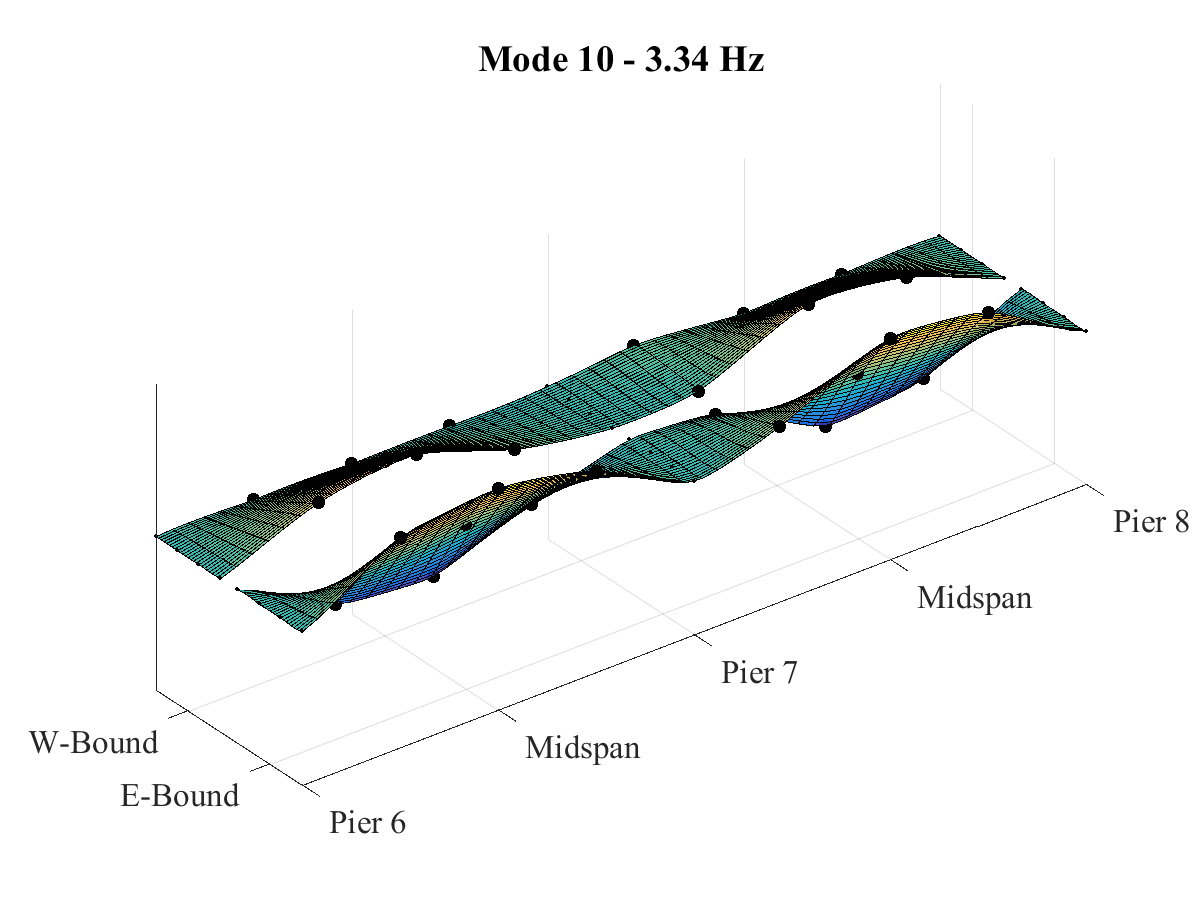 Mode 10 - 3.34 Hz
Pier 8
Midspan
Pier 7
W-Bound
Midspan
E-Bound
Pier 6